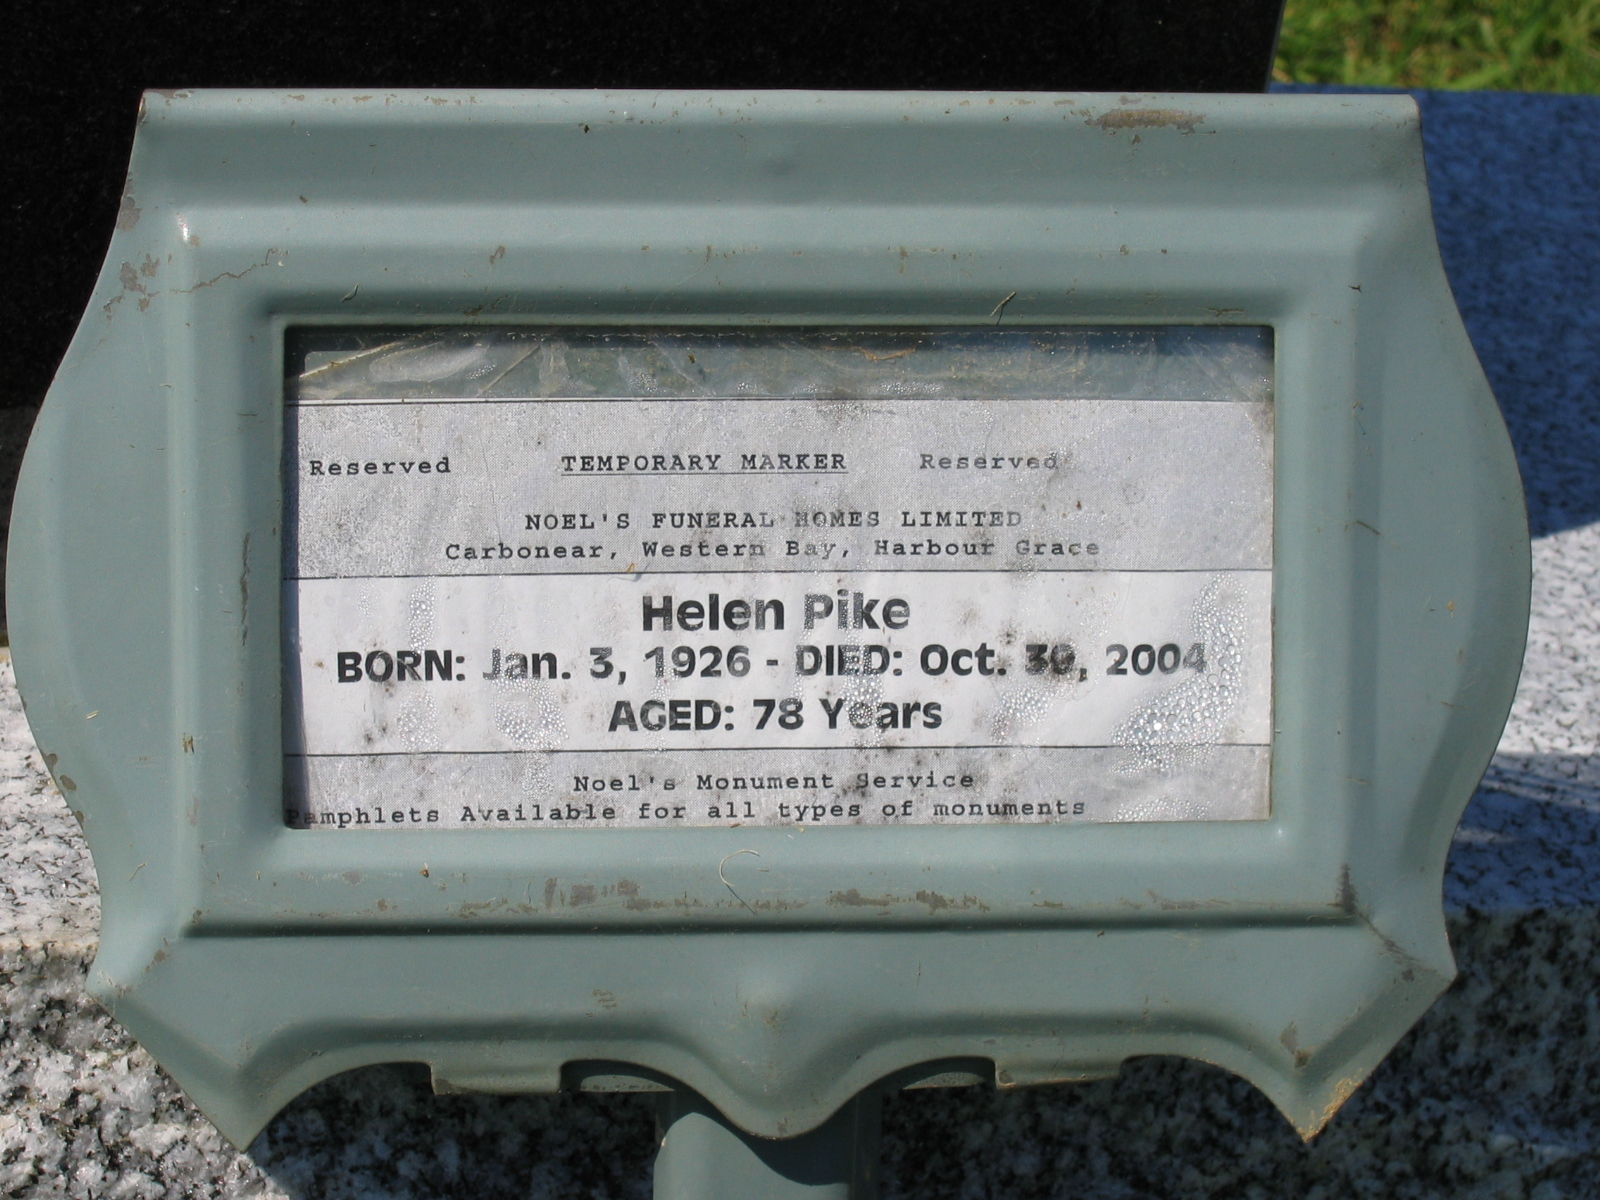 Reserved TEMPORARY MARKER Reserved
NOEL'S FUNERAL HOMES LIMITED
Carbonear, Western Bay, Harbour Grace
Helen Pike
BORN: Jan. 3, 1926 - DIED: Oct. 30, 2004
AGED: 78 Years
Noel's Monument Service
Pamphlets Available for all types of monuments